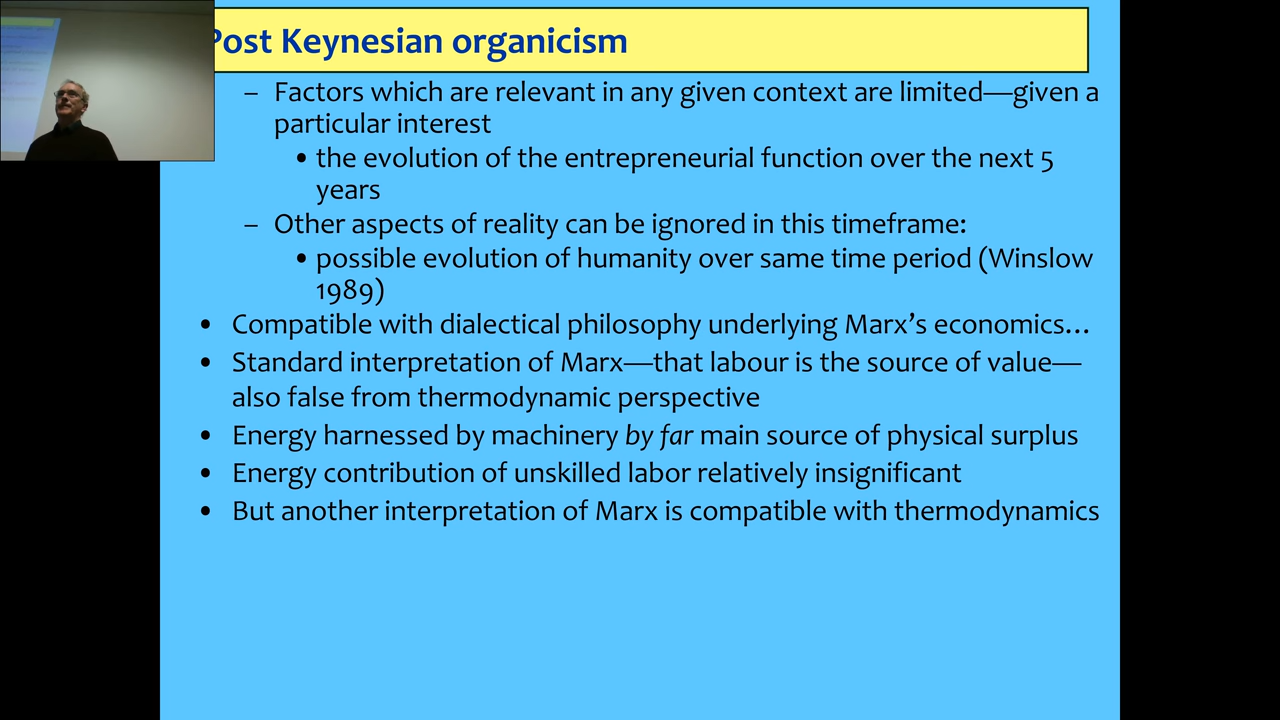 Post Keynesian organicism
– Factors which are relevant in any given context are limited—given a
particular interest
• the evolution of the entrepreneurial function over the next 5
years
– Other aspects of reality can be ignored in this timeframe:
• possible evolution of humanity over same time period (Winslow
1989)
• Compatible with dialectical philosophy underlying Marx’s economics…
• Standard interpretation of Marx—that labour is the source of value—
also false from thermodynamic perspective
• Energy harnessed by machinery by far main source of physical surplus
• Energy contribution of unskilled labor relatively insignificant
• But another interpretation of Marx is compatible with thermodynamics